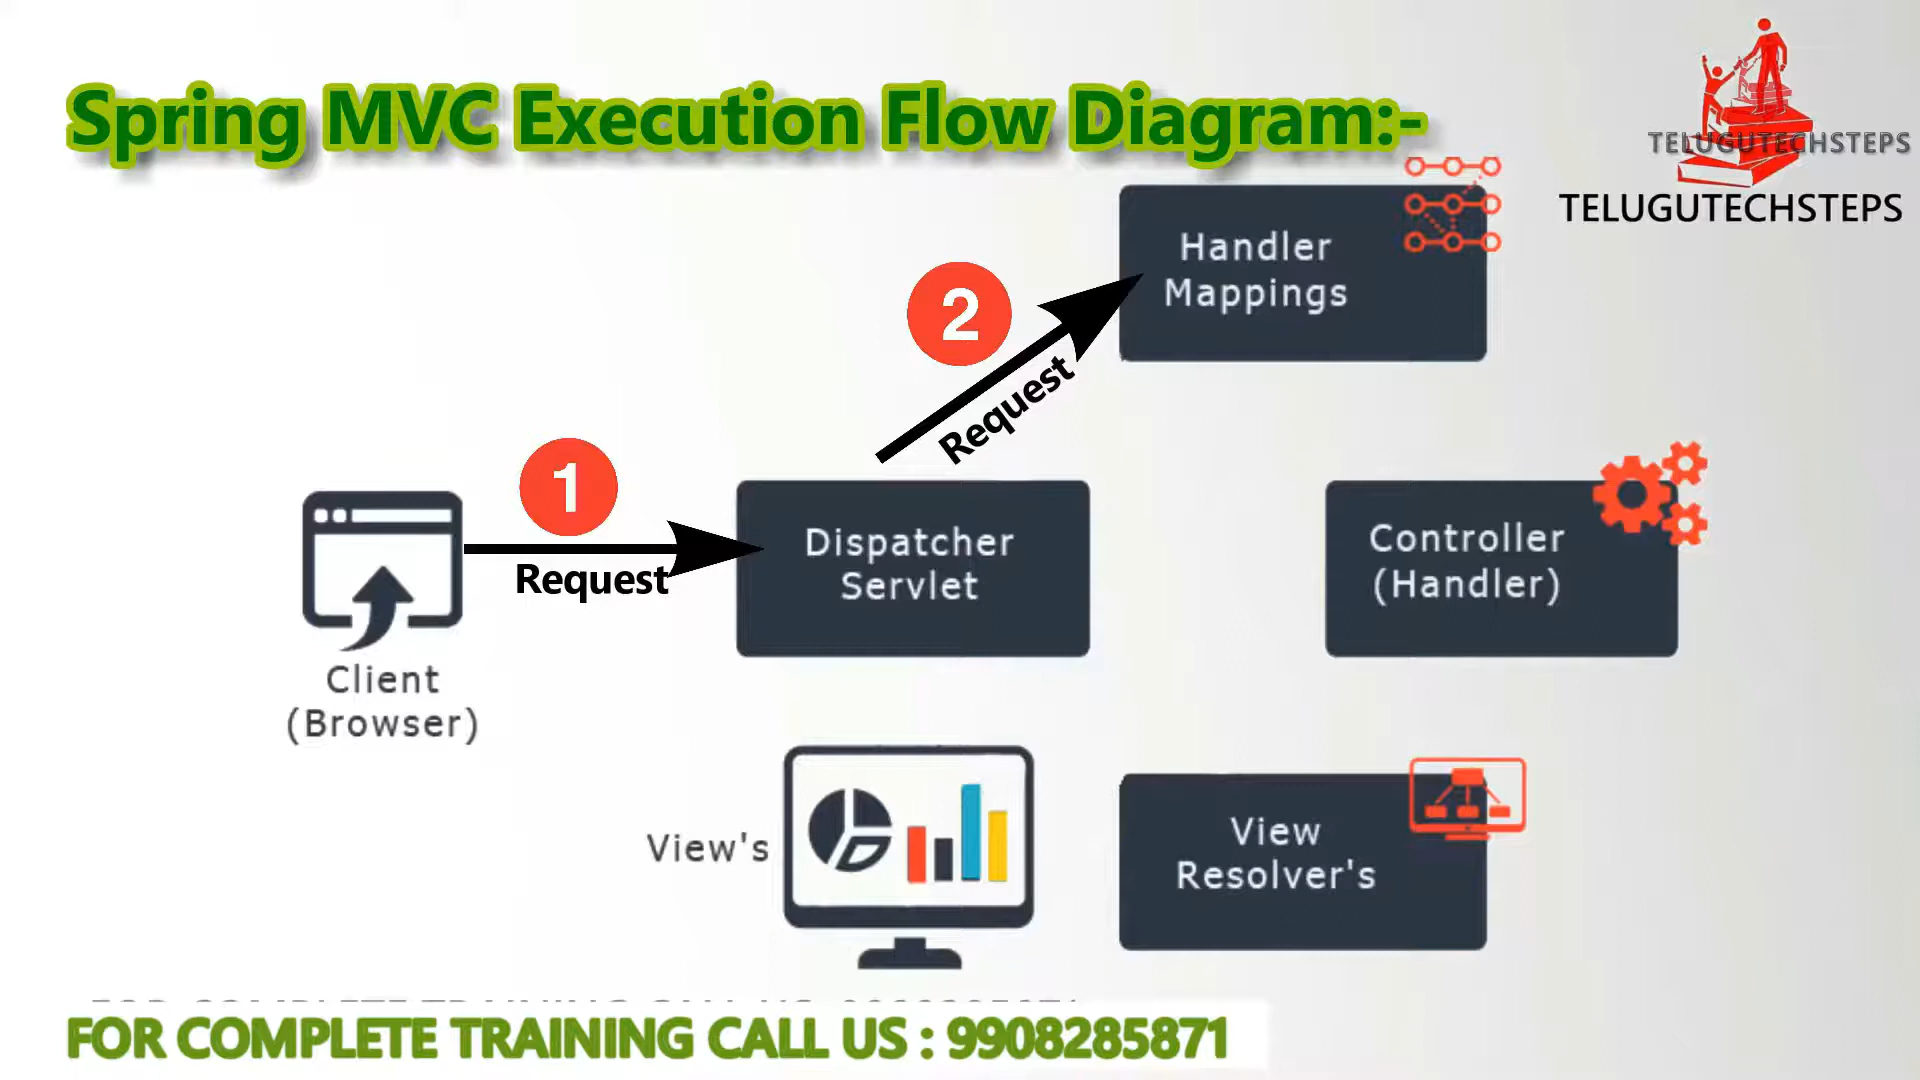 Spring MVC Execution Flow Diagram:-
TELUGUTECHSTEPS
TELUGUTECHSTEPS
Handler
Mappings
2
Request
1
Request
Dispatcher
Servlet
Controller
(Handler)
Client
(Browser)
View's
View
Resolver's
FOR COMPLETE TRAINING CALL US : 9908285871